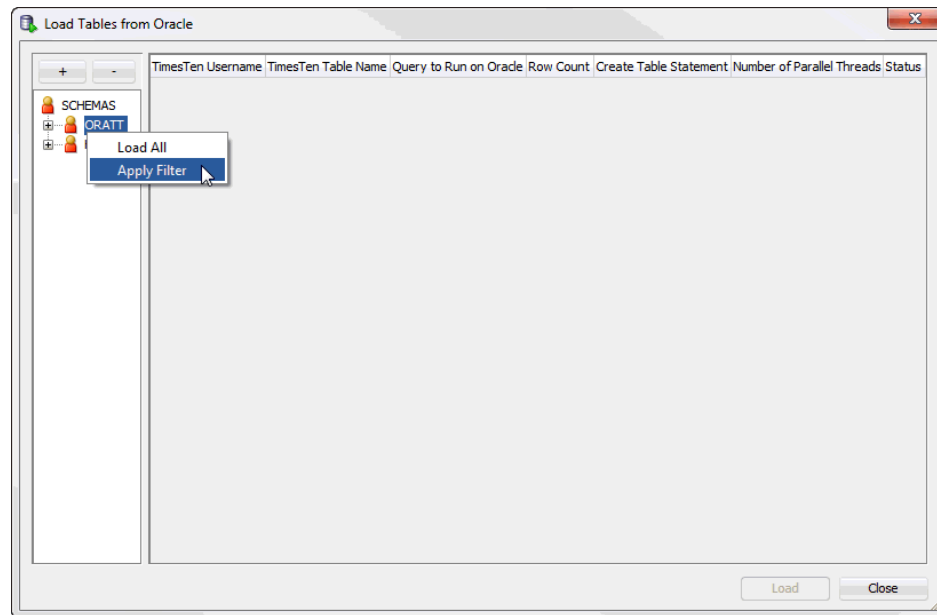 Load Tables from Oracle
x
+ -
TimesTen Username TimesTen Table Name Query to Run on Oracle Row Count Create Table Statement Number of Parallel Threads Status
SCHEMAS
ORATT
Load All
Apply Filter
Load Close